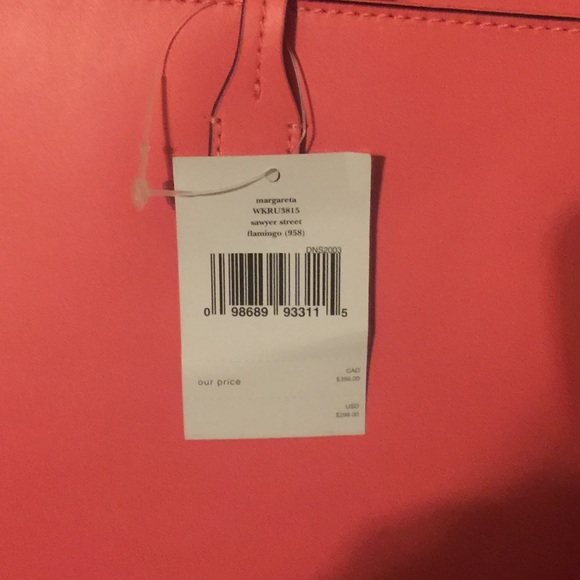 margareta
WKRU3815
sawyer street
flamingo (958)
DNS2003
0 98689 93311 5
our price
CAD
USD